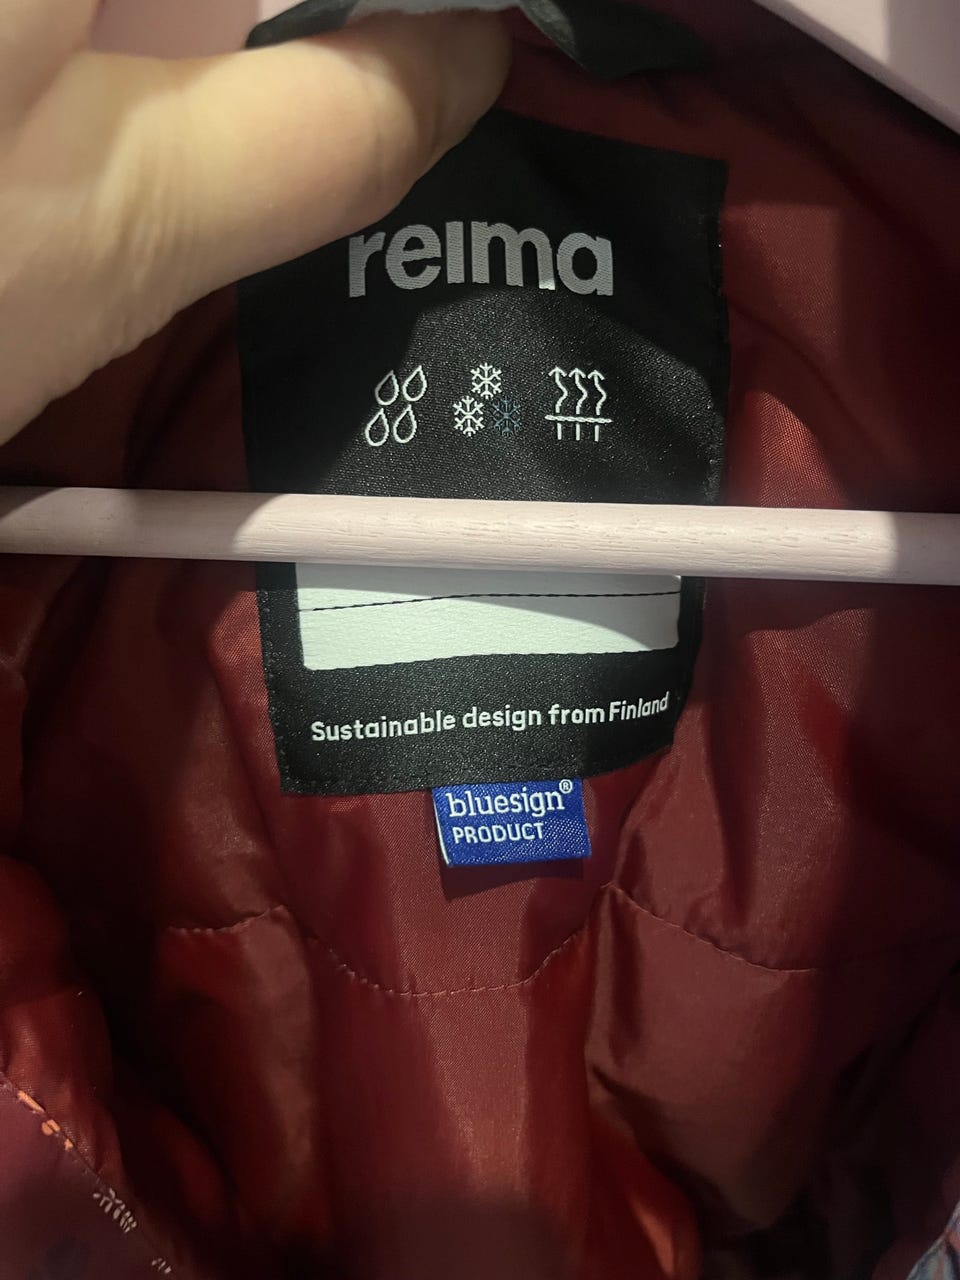 reima
Sustainable design from Finland
bluesign®
PRODUCT